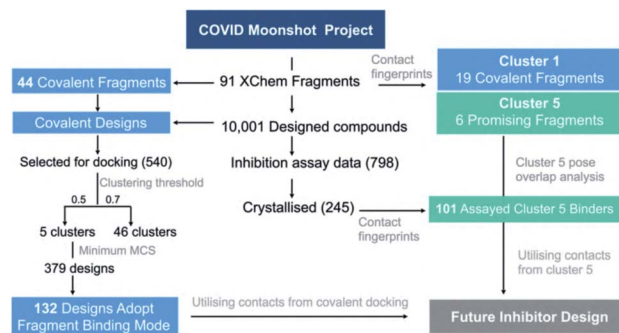 COVID Moonshot Project
44 Covalent Fragments
91 XChem Fragments
Contact
fingerprints
Cluster 1
19 Covalent Fragments
Cluster 5
6 Promising Fragments
Covalent Designs
10,001 Designed compounds
Selected for docking (540)
Inhibition assay data (798)
Cluster 5 pose
overlap analysis
Clustering threshold
0.5
0.7
Crystallised (245)
Contact
fingerprints
101 Assayed Cluster 5 Binders
5 clusters
46 clusters
Minimum MCS
379 designs
Utilising contacts
from cluster 5
132 Designs Adopt
Fragment Binding Mode
Utilising contacts from covalent docking
Future Inhibitor Design